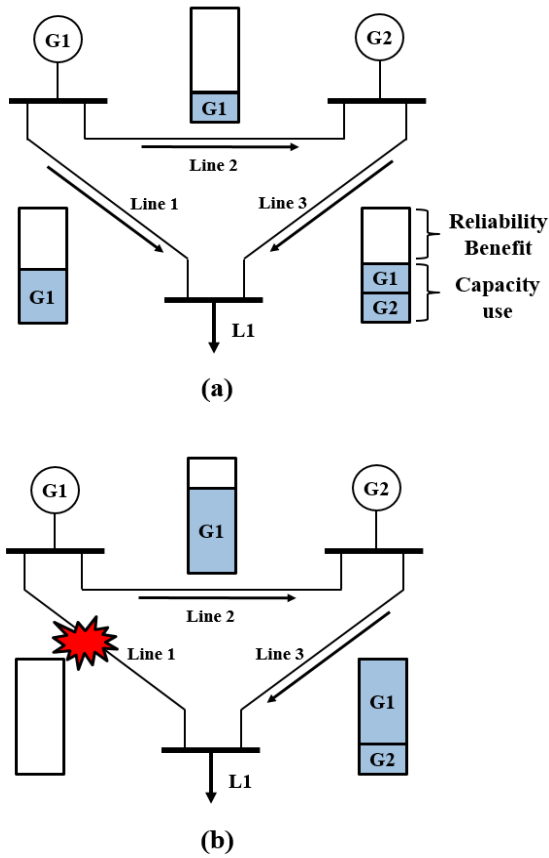 G1
G2
G1
Line 2
Line 1
Line 3
Reliability
Benefit
G1
G1
Capacity
use
G2
L1
(a)
G1
G2
G1
Line 2
Line 1
Line 3
G1
G2
L1
(b)